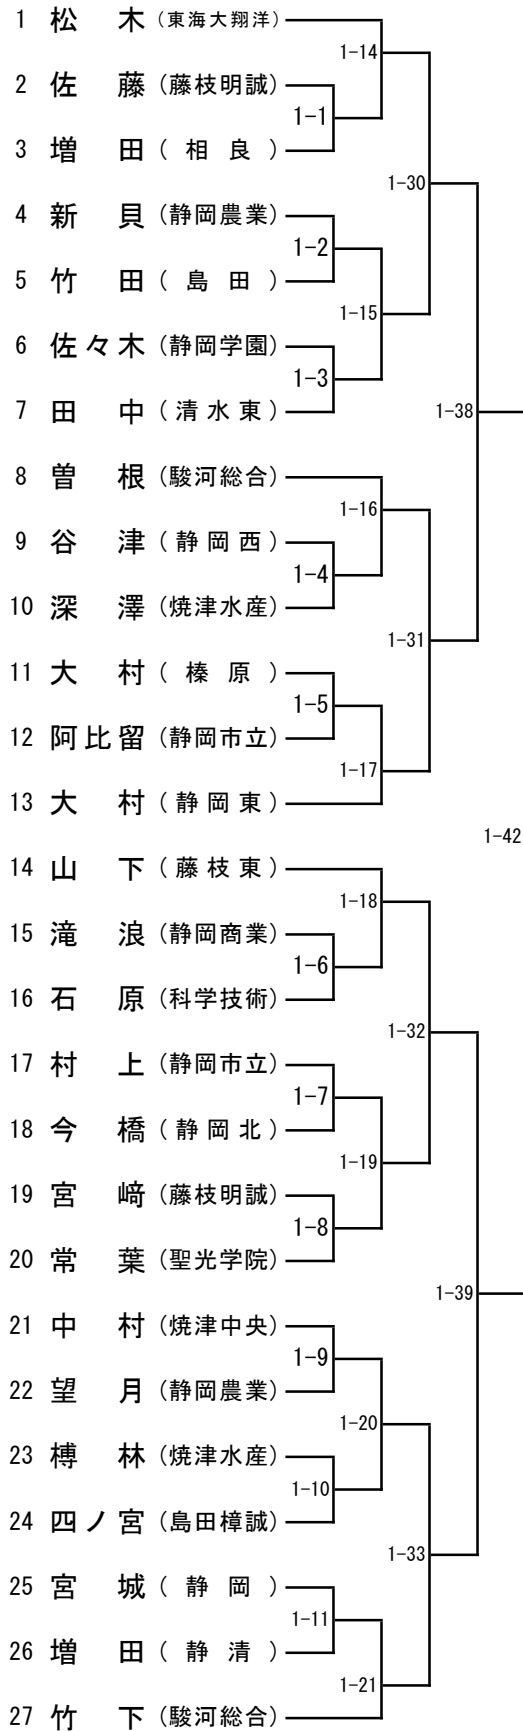 1 松木 (東海大翔洋)
1-14
2 佐藤 (藤枝明誠)
1-1
3 増田 (相良)
1-30
4 新貝 (静岡農業)
1-2
5 竹田 (島田)
1-15
6 佐々木 (静岡学園)
1-3
7 田中 (清水東)
1-38
8 曽根 (駿河総合)
1-16
9 谷津 (静岡西)
1-4
10 深澤 (焼津水産)
1-31
11 大村 (榛原)
1-5
12 阿比留 (静岡市立)
1-17
13 大村 (静岡東)
1-42
14 山下 (藤枝東)
1-18
15 滝浪 (静岡商業)
1-6
16 石原 (科学技術)
1-32
17 村上 (静岡市立)
1-7
18 今橋 (静岡北)
1-19
19 宮﨑 (藤枝明誠)
1-8
20 常葉 (聖光学院)
1-39
21 中村 (焼津中央)
1-9
22 望月 (静岡農業)
1-20
23 榑林 (焼津水産)
1-10
24 四ノ宮 (島田樟誠)
1-33
25 宮城 (静岡)
1-11
26 増田 (静清)
1-21
27 竹下 (駿河総合)